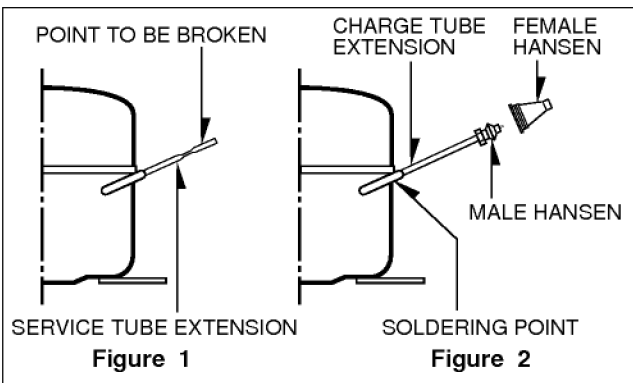 POINT TO BE BROKEN
SERVICE TUBE EXTENSION
Figure 1
CHARGE TUBE
EXTENSION
FEMALE
HANSEN
MALE HANSEN
SOLDERING POINT
Figure 2